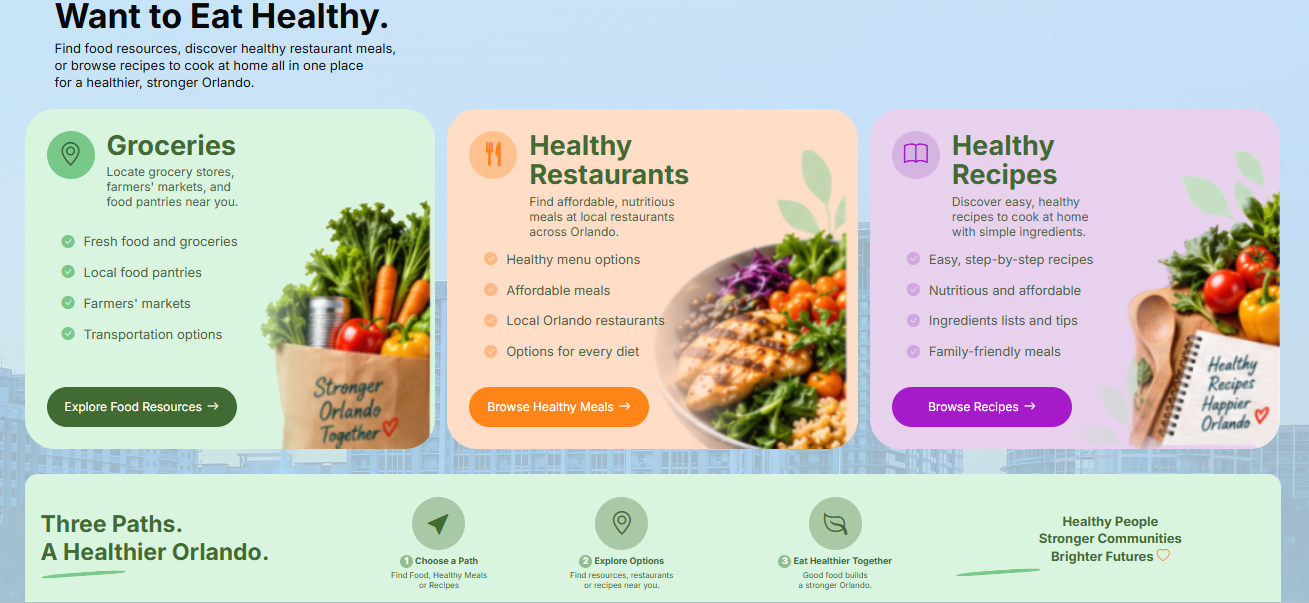 Want to Eat Healthy.
Find food resources, discover healthy restaurant meals,
or browse recipes to cook at home all in one place
for a healthier, stronger Orlando.
Groceries
Locate grocery stores,
farmers' markets, and
food pantries near you.
Fresh food and groceries
Local food pantries
Farmers' markets
Transportation options
Explore Food Resources →
Stronger
Orlando
Together
Healthy
Restaurants
Find affordable, nutritious
meals at local restaurants
across Orlando.
Healthy menu options
Affordable meals
Local Orlando restaurants
Options for every diet
Browse Healthy Meals →
Healthy
Recipes
Discover easy, healthy
recipes to cook at home
with simple ingredients.
Easy, step-by-step recipes
Nutritious and affordable
Ingredients lists and tips
Family-friendly meals
Browse Recipes →
Healthy
Recipes
Happier
Orlando
Three Paths.
A Healthier Orlando.
1 Choose a Path
Find Food, Healthy Meals
or Recipes
2 Explore Options
Find resources, restaurants
or recipes near you.
3 Eat Healthier Together
Good food builds
a stronger Orlando.
Healthy People
Stronger Communities
Brighter Futures